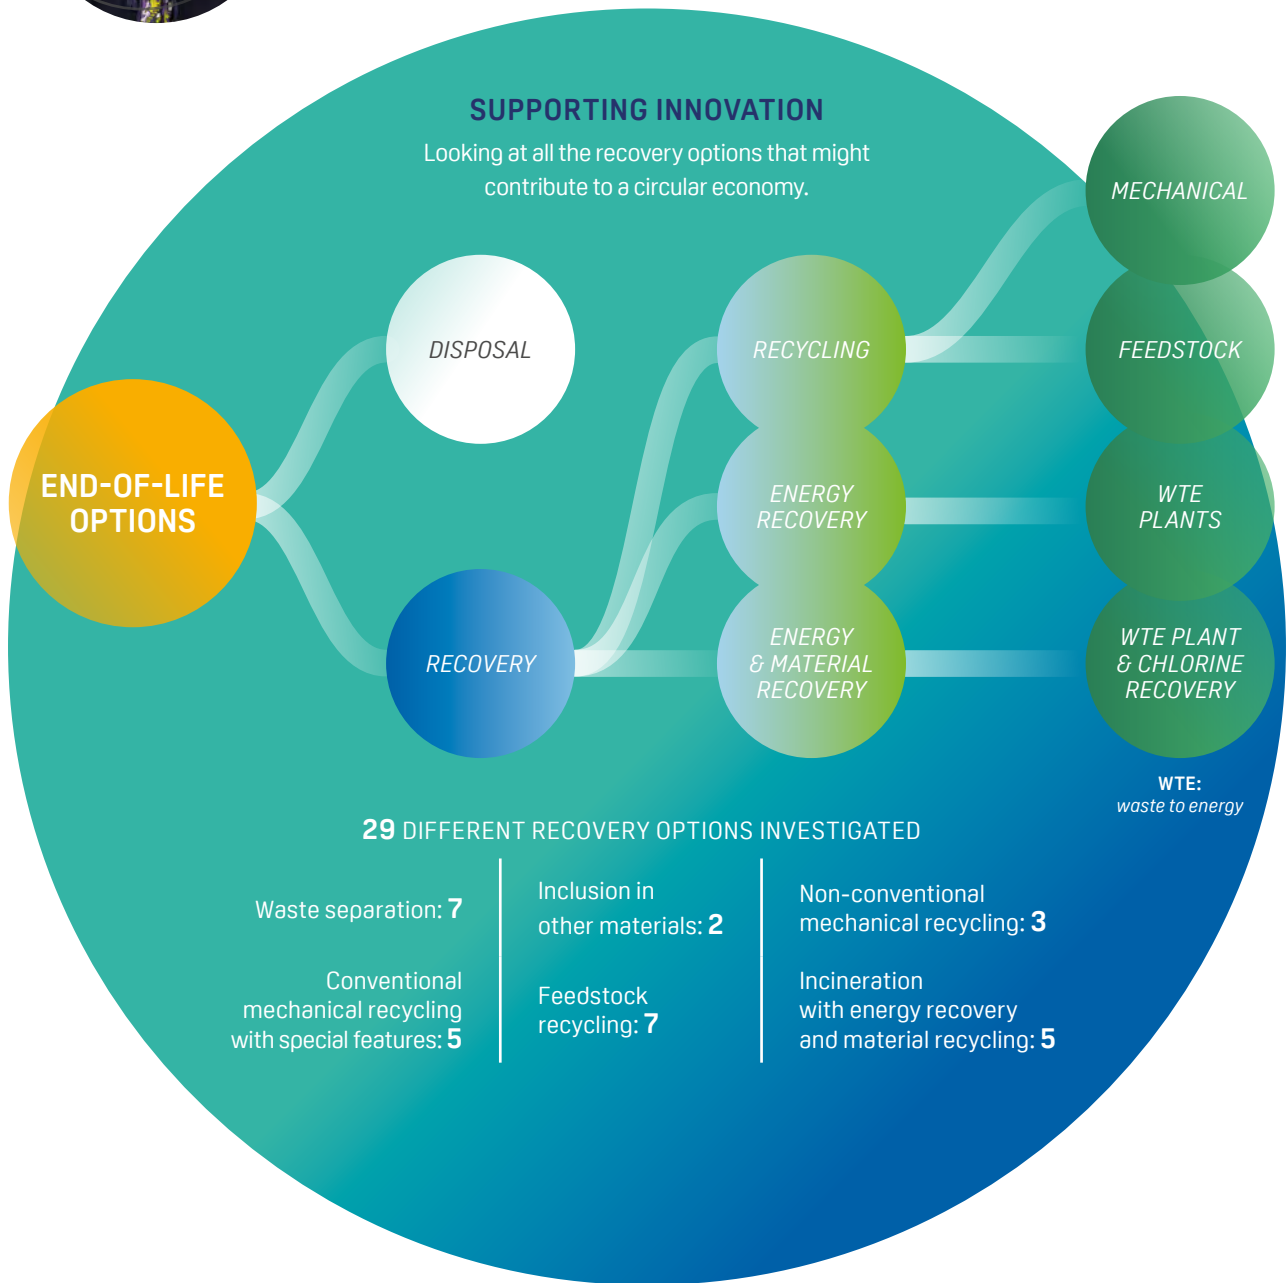 SUPPORTING INNOVATION
Looking at all the recovery options that might
contribute to a circular economy.
END-OF-LIFE
OPTIONS
DISPOSAL
RECOVERY
RECYCLING
ENERGY
RECOVERY
ENERGY
& MATERIAL
RECOVERY
MECHANICAL
FEEDSTOCK
WTE
PLANTS
WTE PLANT
& CHLORINE
RECOVERY
WTE:
waste to energy
29 DIFFERENT RECOVERY OPTIONS INVESTIGATED
Waste separation: 7
Conventional
mechanical recycling
with special features: 5
Inclusion in
other materials: 2
Feedstock
recycling: 7
Non-conventional
mechanical recycling: 3
Incineration
with energy recovery
and material recycling: 5